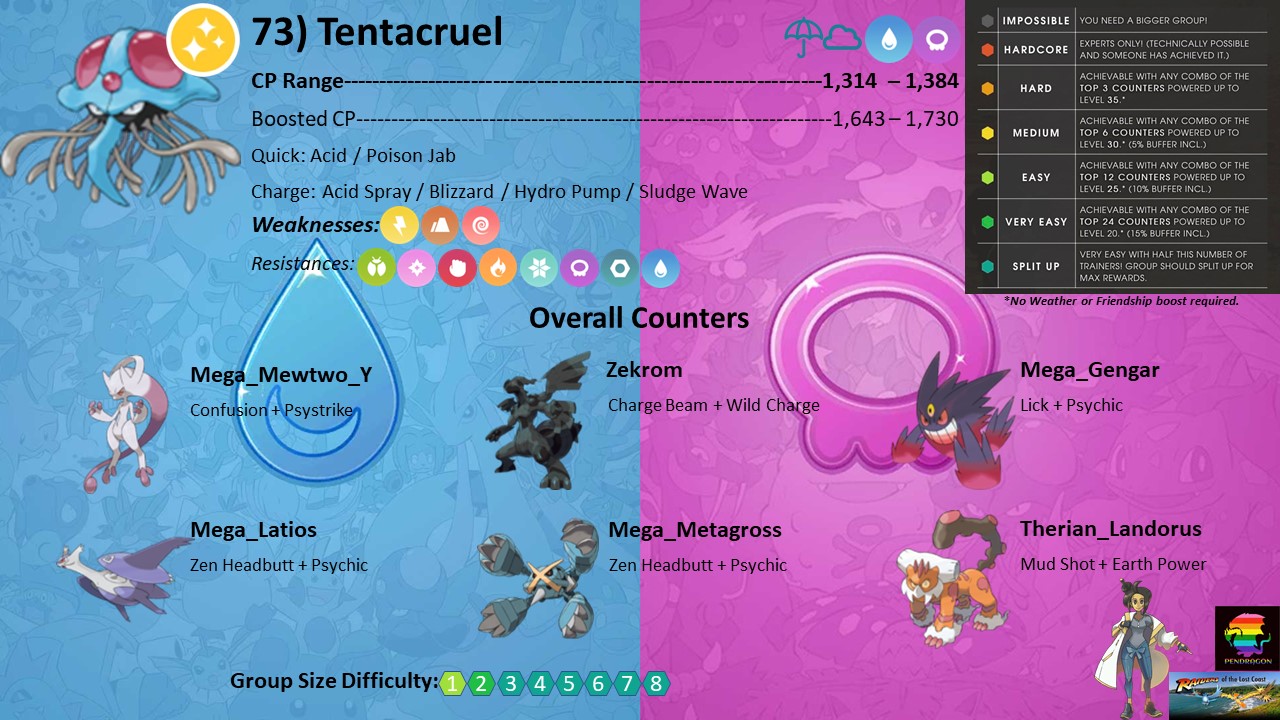 73) Tentacruel
CP Range--------------------------------------------------------------------1,314 – 1,384
Boosted CP--------------------------------------------------------------------1,643 – 1,730
Quick: Acid / Poison Jab
Charge: Acid Spray / Blizzard / Hydro Pump / Sludge Wave
Weaknesses:
Resistances:
IMPOSSIBLE YOU NEED A BIGGER GROUP!
HARDCORE EXPERTS ONLY! (TECHNICALLY POSSIBLE
AND SOMEONE HAS ACHIEVED IT.)
HARD ACHIEVABLE WITH ANY COMBO OF THE
TOP 3 COUNTERS POWERED UP TO
LEVEL 35.*
MEDIUM ACHIEVABLE WITH ANY COMBO OF THE
TOP 6 COUNTERS POWERED UP TO
LEVEL 30.* (5% BUFFER INCL.)
EASY ACHIEVABLE WITH ANY COMBO OF THE
TOP 12 COUNTERS POWERED UP TO
LEVEL 25.* (10% BUFFER INCL.)
VERY EASY ACHIEVABLE WITH ANY COMBO OF THE
TOP 24 COUNTERS POWERED UP TO
LEVEL 20.* (15% BUFFER INCL.)
SPLIT UP VERY EASY WITH HALF THIS NUMBER OF
TRAINERS! GROUP SHOULD SPLIT UP FOR
MAX REWARDS.
*No Weather or Friendship boost required.
Overall Counters
Mega_Mewtwo_Y
Confusion + Psystrike
Zekrom
Charge Beam + Wild Charge
Mega_Gengar
Lick + Psychic
Mega_Latios
Zen Headbutt + Psychic
Mega_Metagross
Zen Headbutt + Psychic
Therian_Landorus
Mud Shot + Earth Power
Group Size Difficulty: 1 2 3 4 5 6 7 8
PENDROGON
RAIDERS of the Lost Coast